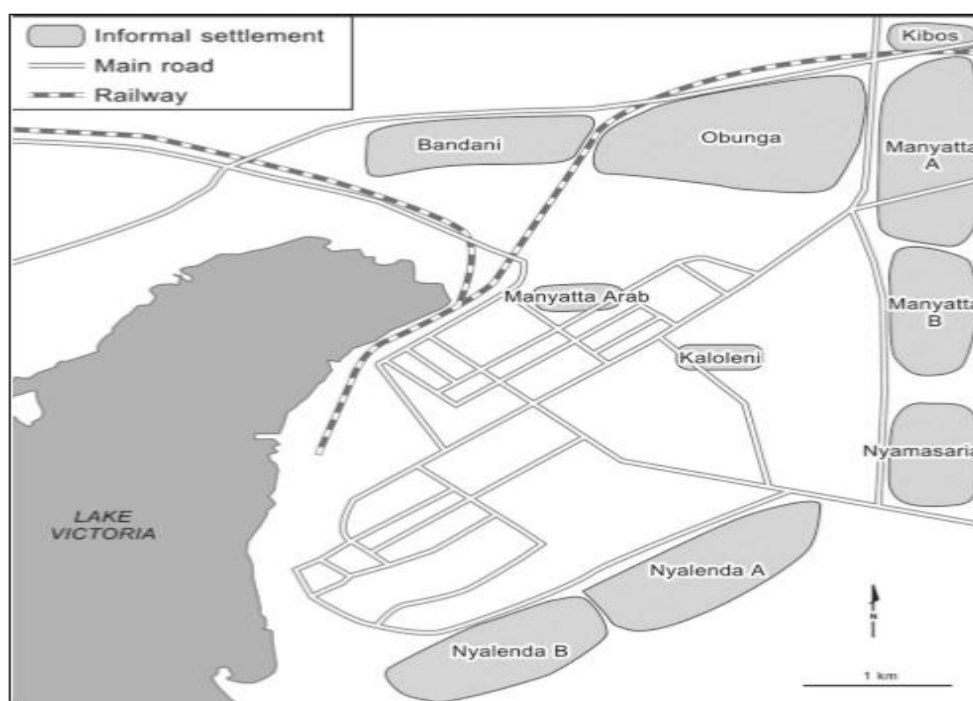 Informal settlement
Main road
Railway
Kibos
Bandani
Obunga
Manyatta
A
Manyatta Arab
Manyatta
B
Kaloleni
Nyamasaria
LAKE
VICTORIA
Nyalenda A
Nyalenda B
N
1 km